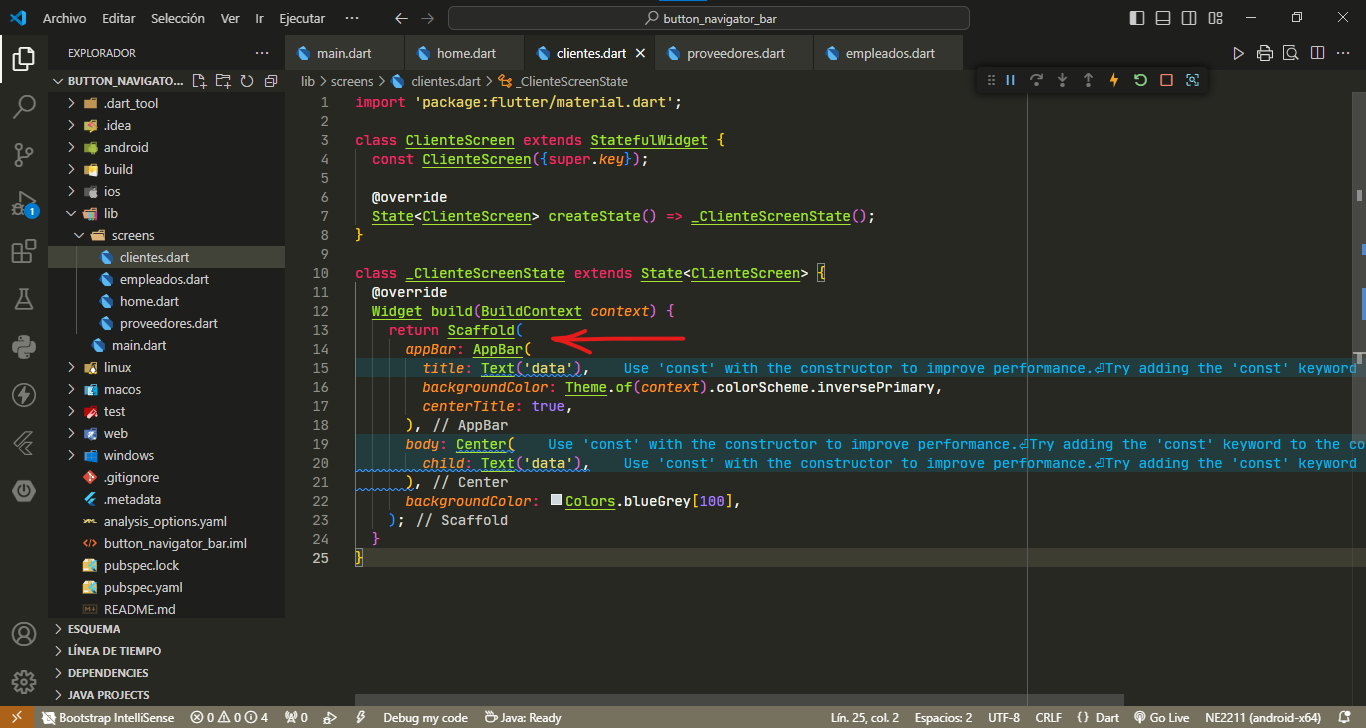 Archivo Editar Selección Ver Ir Ejecutar ··· button_navigator_bar
EXPLORADOR ···
BUTTON_NAVIGATO...
.dart_tool
.idea
android
build
ios
lib
screens
clientes.dart
empleados.dart
home.dart
proveedores.dart
main.dart
linux
macos
test
web
windows
.gitignore
.metadata
analysis_options.yaml
button_navigator_bar.iml
pubspec.lock
pubspec.yaml
README.md
ESQUEMA
LÍNEA DE TIEMPO
DEPENDENCIES
JAVA PROJECTS
1
main.dart home.dart clientes.dart proveedores.dart empleados.dart
lib > screens > clientes.dart > _ClienteScreenState
1 import 'package:flutter/material.dart';
2
3 class ClienteScreen extends StatefulWidget {
4 const ClienteScreen({super.key});
5
6 @override
7 State<ClienteScreen> createState() => _ClienteScreenState();
8 }
9
10 class _ClienteScreenState extends State<ClienteScreen> {
11 @override
12 Widget build(BuildContext context) {
13 return Scaffold(
14 appBar: AppBar(
15 title: Text('data'), Use 'const' with the constructor to improve performance.⏎Try adding the 'const' keyword
16 backgroundColor: Theme.of(context).colorScheme.inversePrimary,
17 centerTitle: true,
18 ), // AppBar
19 body: Center( Use 'const' with the constructor to improve performance.⏎Try adding the 'const' keyword to the co
20 child: Text('data'), Use 'const' with the constructor to improve performance.⏎Try adding the 'const' keyword
21 ), // Center
22 backgroundColor: Colors.blueGrey[100],
23 ); // Scaffold
24 }
25 }
Bootstrap IntelliSense 0 0 4 0 Debug my code Java: Ready Lín. 25, col. 2 Espacios: 2 UTF-8 CRLF {} Dart Go Live NE2211 (android-x64)